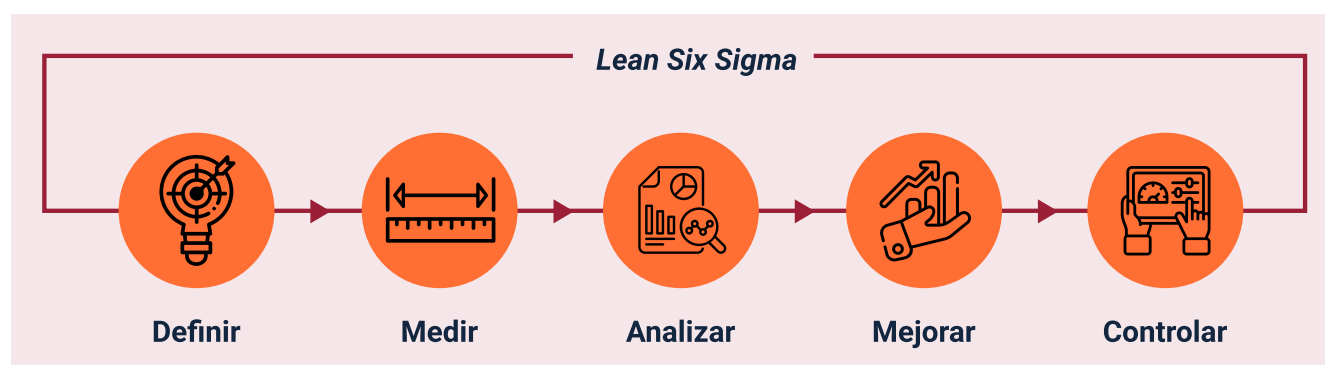 Lean Six Sigma
Definir
Medir
Analizar
Mejorar
Controlar